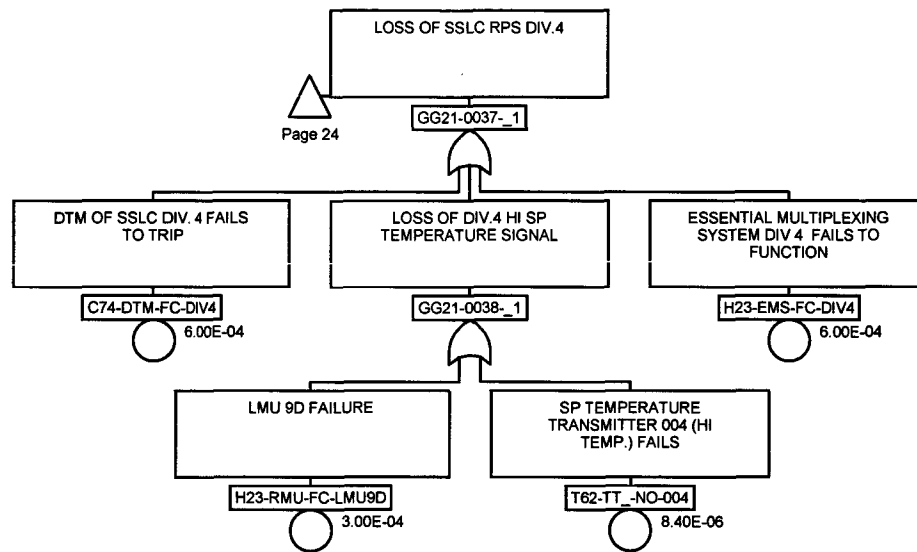 LOSS OF SSLC RPS DIV.4
Page 24
GG21-0037-_1
DTM OF SSLC DIV. 4 FAILS
TO TRIP
LOSS OF DIV.4 HI SP
TEMPERATURE SIGNAL
ESSENTIAL MULTIPLEXING
SYSTEM DIV 4 FAILS TO
FUNCTION
C74-DTM-FC-DIV4
GG21-0038-_1
H23-EMS-FC-DIV4
6.00E-04
6.00E-04
LMU 9D FAILURE
SP TEMPERATURE
TRANSMITTER 004 (HI
TEMP.) FAILS
H23-RMU-FC-LMU9D
T62-TT_-NO-004
3.00E-04
8.40E-06